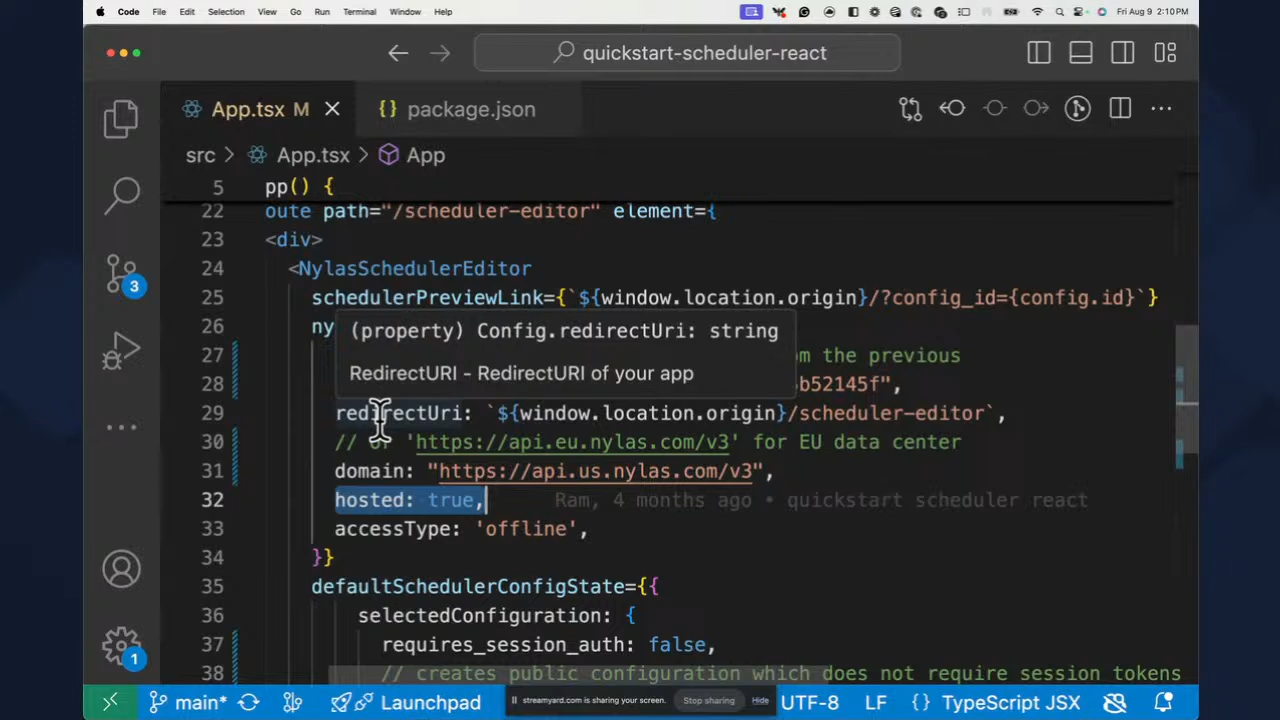 Code File Edit Selection View Go Run Terminal Window Help Fri Aug 9 2:10 PM
quickstart-scheduler-react
App.tsx M {} package.json
src > App.tsx > App
5 pp() {
22 oute path="/scheduler-editor" element={
23 <div>
24 <NylasSchedulerEditor
25 schedulerPreviewLink={`${window.location.origin}/?config_id={config.id}`}
26 ny
(property) Config.redirectUri: string
27 om the previous
RedirectURI - RedirectURI of your app
28 b52145f",
29 redirectUri: `${window.location.origin}/scheduler-editor`,
30 // or 'https://api.eu.nylas.com/v3' for EU data center
31 domain: "https://api.us.nylas.com/v3",
32 hosted: true, Ram, 4 months ago • quickstart scheduler react
33 accessType: 'offline',
34 }}
35 defaultSchedulerConfigState={{
36 selectedConfiguration: {
37 requires_session_auth: false,
38 // creates public configuration which does not require session tokens
3
1
main* Launchpad streamyard.com is sharing your screen. Stop sharing Hide UTF-8 LF {} TypeScript JSX